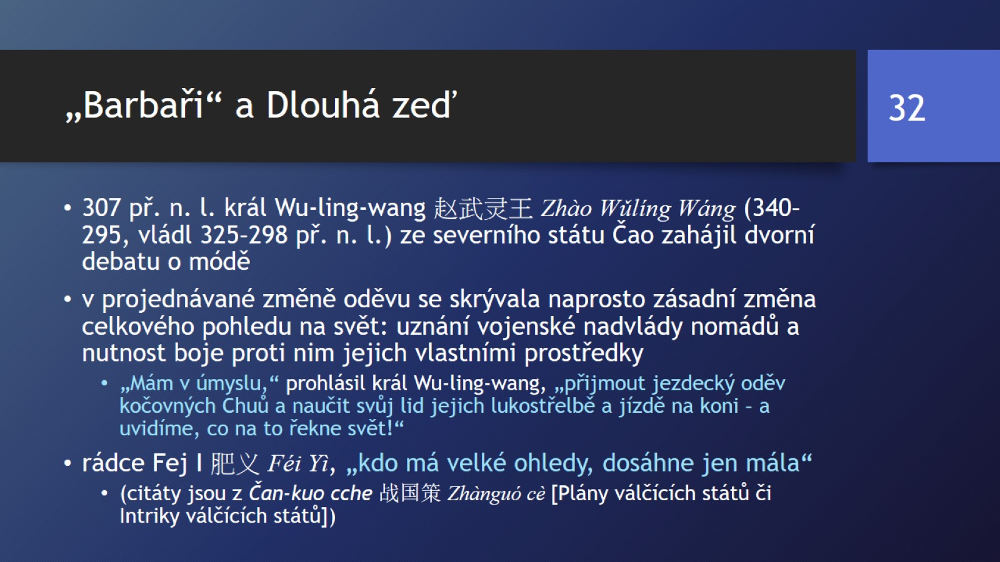 „Barbaři“ a Dlouhá zeď
32
• 307 př. n. l. král Wu-ling-wang 赵武灵王 Zhào Wǔlíng Wáng (340–
295, vládl 325–298 př. n. l.) ze severního státu Čao zahájil dvorní
debatu o módě
• v projednávané změně oděvu se skrývala naprosto zásadní změna
celkového pohledu na svět: uznání vojenské nadvlády nomádů a
nutnost boje proti nim jejich vlastními prostředky
• „Mám v úmyslu,“ prohlásil král Wu-ling-wang, „přijmout jezdecký oděv
kočovných Chuů a naučit svůj lid jejich lukostřelbě a jízdě na koni – a
uvidíme, co na to řekne svět!“
• rádce Fej I 肥义 Féi Yì, „kdo má velké ohledy, dosáhne jen mála“
• (citáty jsou z Čan-kuo cche 战国策 Zhànguó cè [Plány válčících států či
Intriky válčících států])